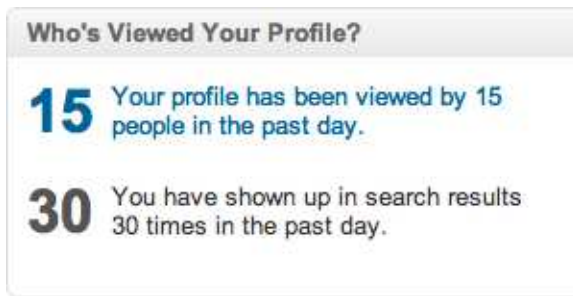 Who's Viewed Your Profile?
15 Your profile has been viewed by 15
people in the past day.
30 You have shown up in search results
30 times in the past day.